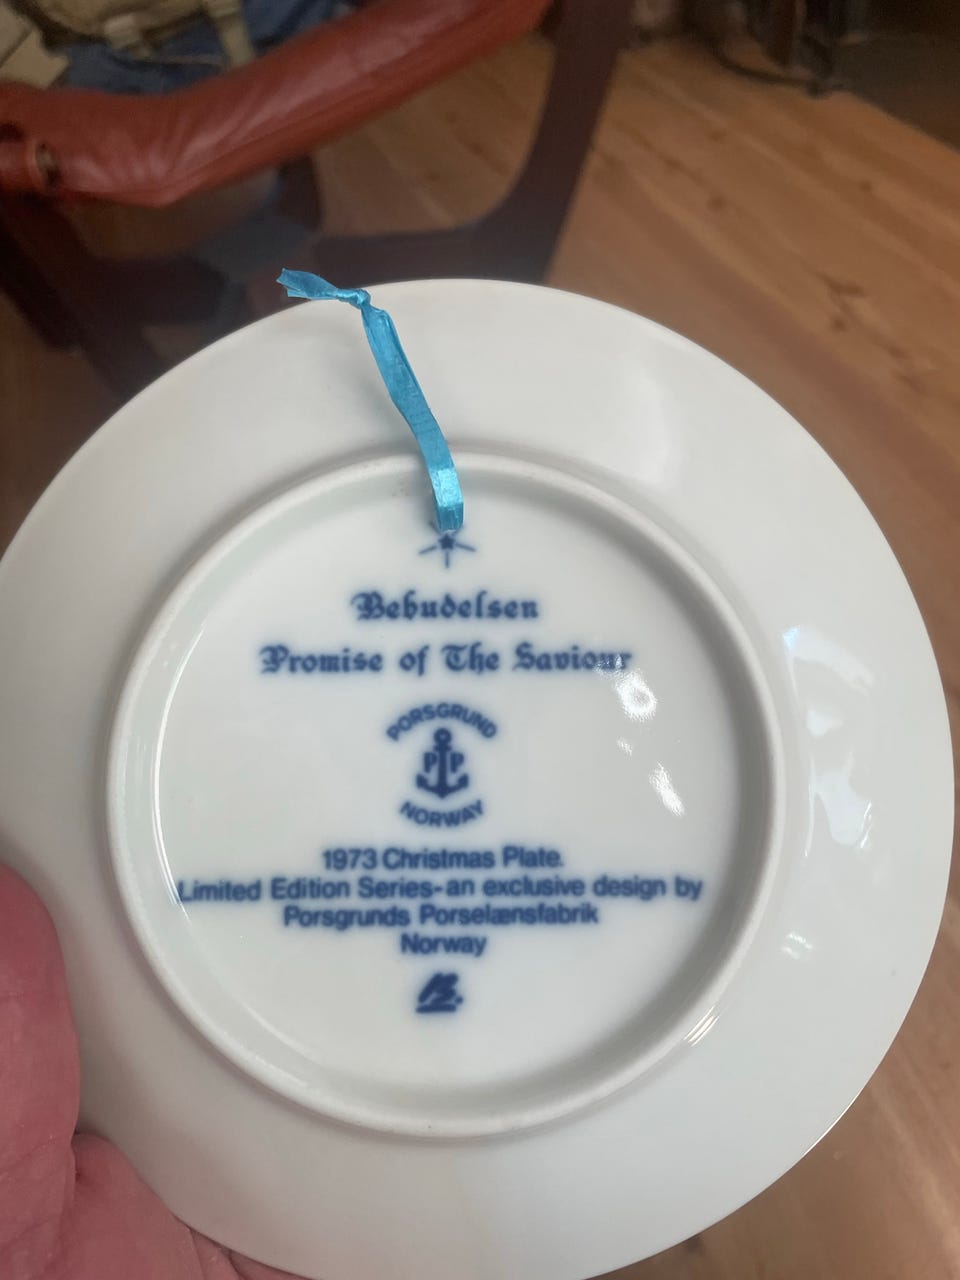 Bebudelsen
Promise of The Saviour
PORSGRUND
PP
NORWAY
1973 Christmas Plate.
Limited Edition Series-an exclusive design by
Porsgrunds Porselænsfabrik
Norway